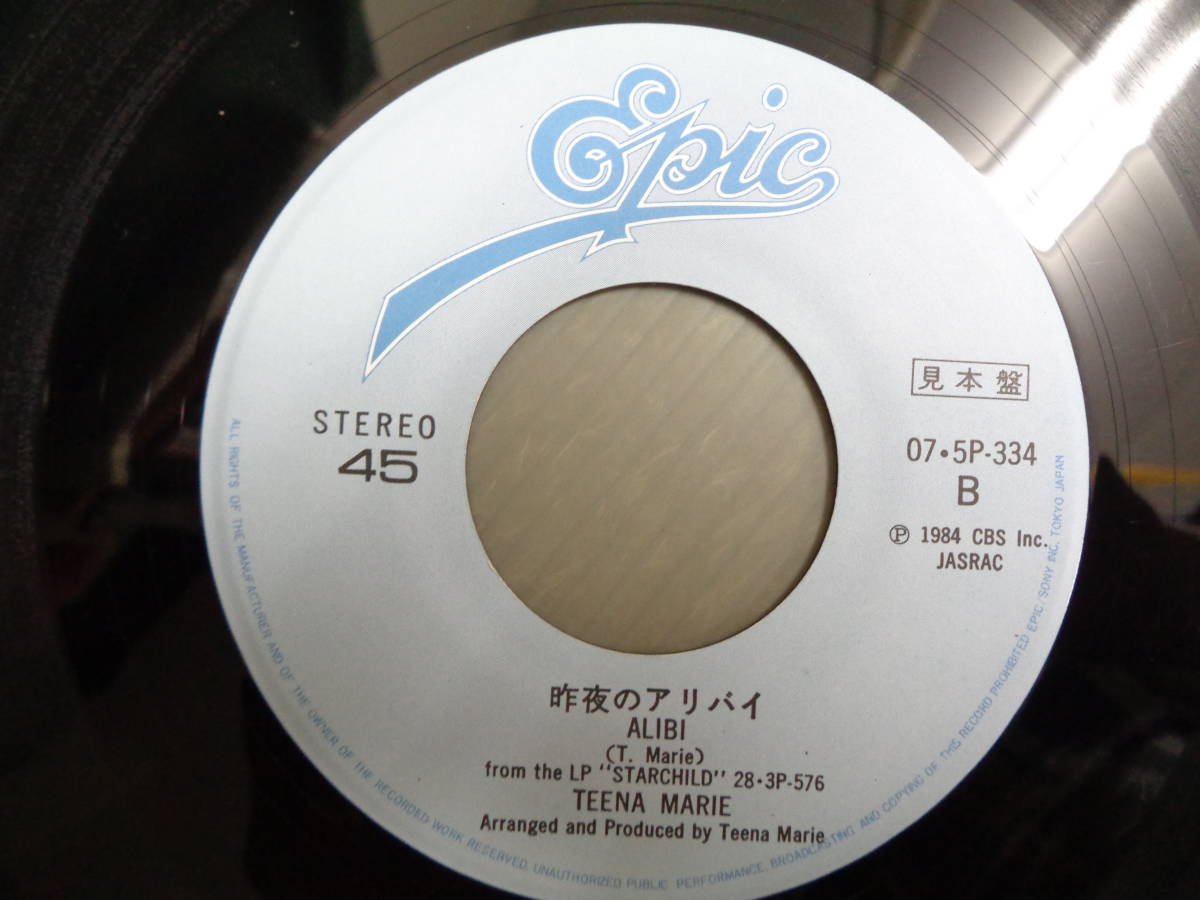 Epic
STEREO
45
見本盤
07・5P-334
B
Ⓟ 1984 CBS Inc.
JASRAC
昨夜のアリバイ
ALIBI
(T. Marie)
from the LP "STARCHILD" 28・3P-576
TEENA MARIE
Arranged and Produced by Teena Marie
ALL RIGHTS OF THE MANUFACTURER AND OF THE OWNER OF THE RECORDED WORK RESERVED. UNAUTHORIZED PUBLIC PERFORMANCE, BROADCASTING AND COPYING OF THIS RECORD PROHIBITED EPIC/SONY INC. TOKYO JAPAN